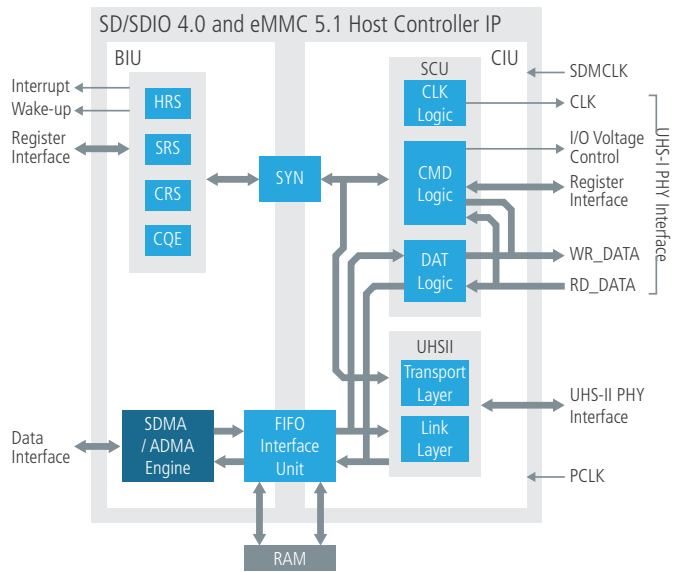 SD/SDIO 4.0 and eMMC 5.1 Host Controller IP
BIU
CIU
SCU
Interrupt
Wake-up
Register
Interface
HRS
SRS
CRS
CQE
SYN
CLK
Logic
CMD
Logic
DAT
Logic
SDMCLK
CLK
I/O Voltage
Control
Register
Interface
WR_DATA
RD_DATA
UHS-I PHY Interface
UHSII
Transport
Layer
Link
Layer
UHS-II PHY
Interface
Data
Interface
SDMA
/ ADMA
Engine
FIFO
Interface
Unit
PCLK
RAM